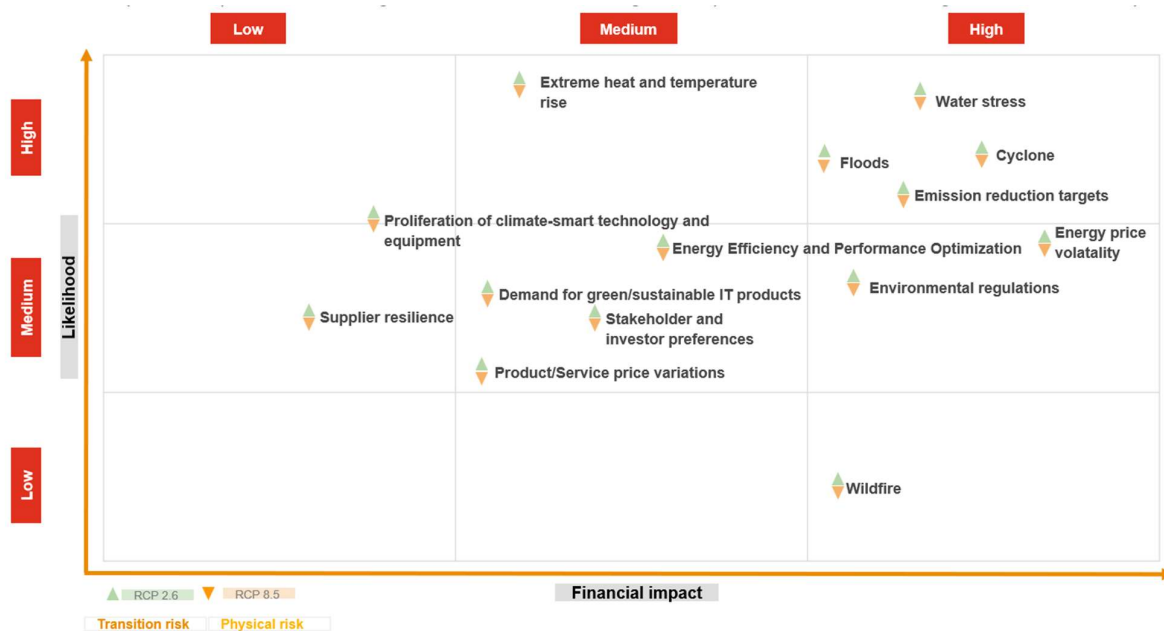 Low
Medium
High
High
Extreme heat and temperature
rise
Water stress
Floods
Cyclone
Emission reduction targets
Likelihood
Medium
Proliferation of climate-smart technology and
equipment
Energy Efficiency and Performance Optimization
Energy price
volatality
Environmental regulations
Demand for green/sustainable IT products
Supplier resilience
Stakeholder and
investor preferences
Product/Service price variations
Low
Wildfire
Financial impact
RCP 2.6
RCP 8.5
Transition risk
Physical risk